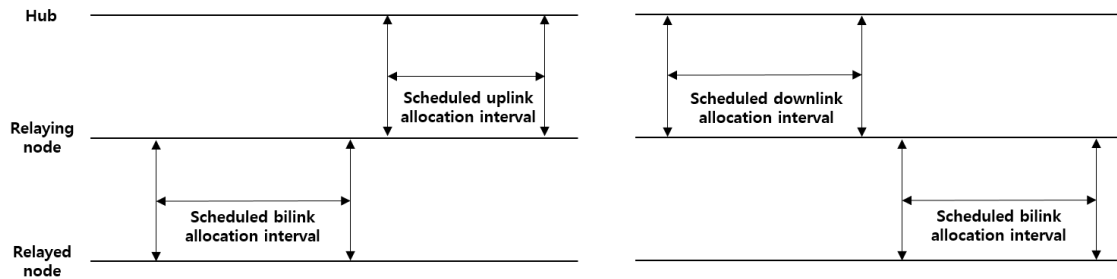 Hub
Scheduled uplink
allocation interval
Scheduled downlink
allocation interval
Relaying
node
Scheduled bilink
allocation interval
Scheduled bilink
allocation interval
Relayed
node